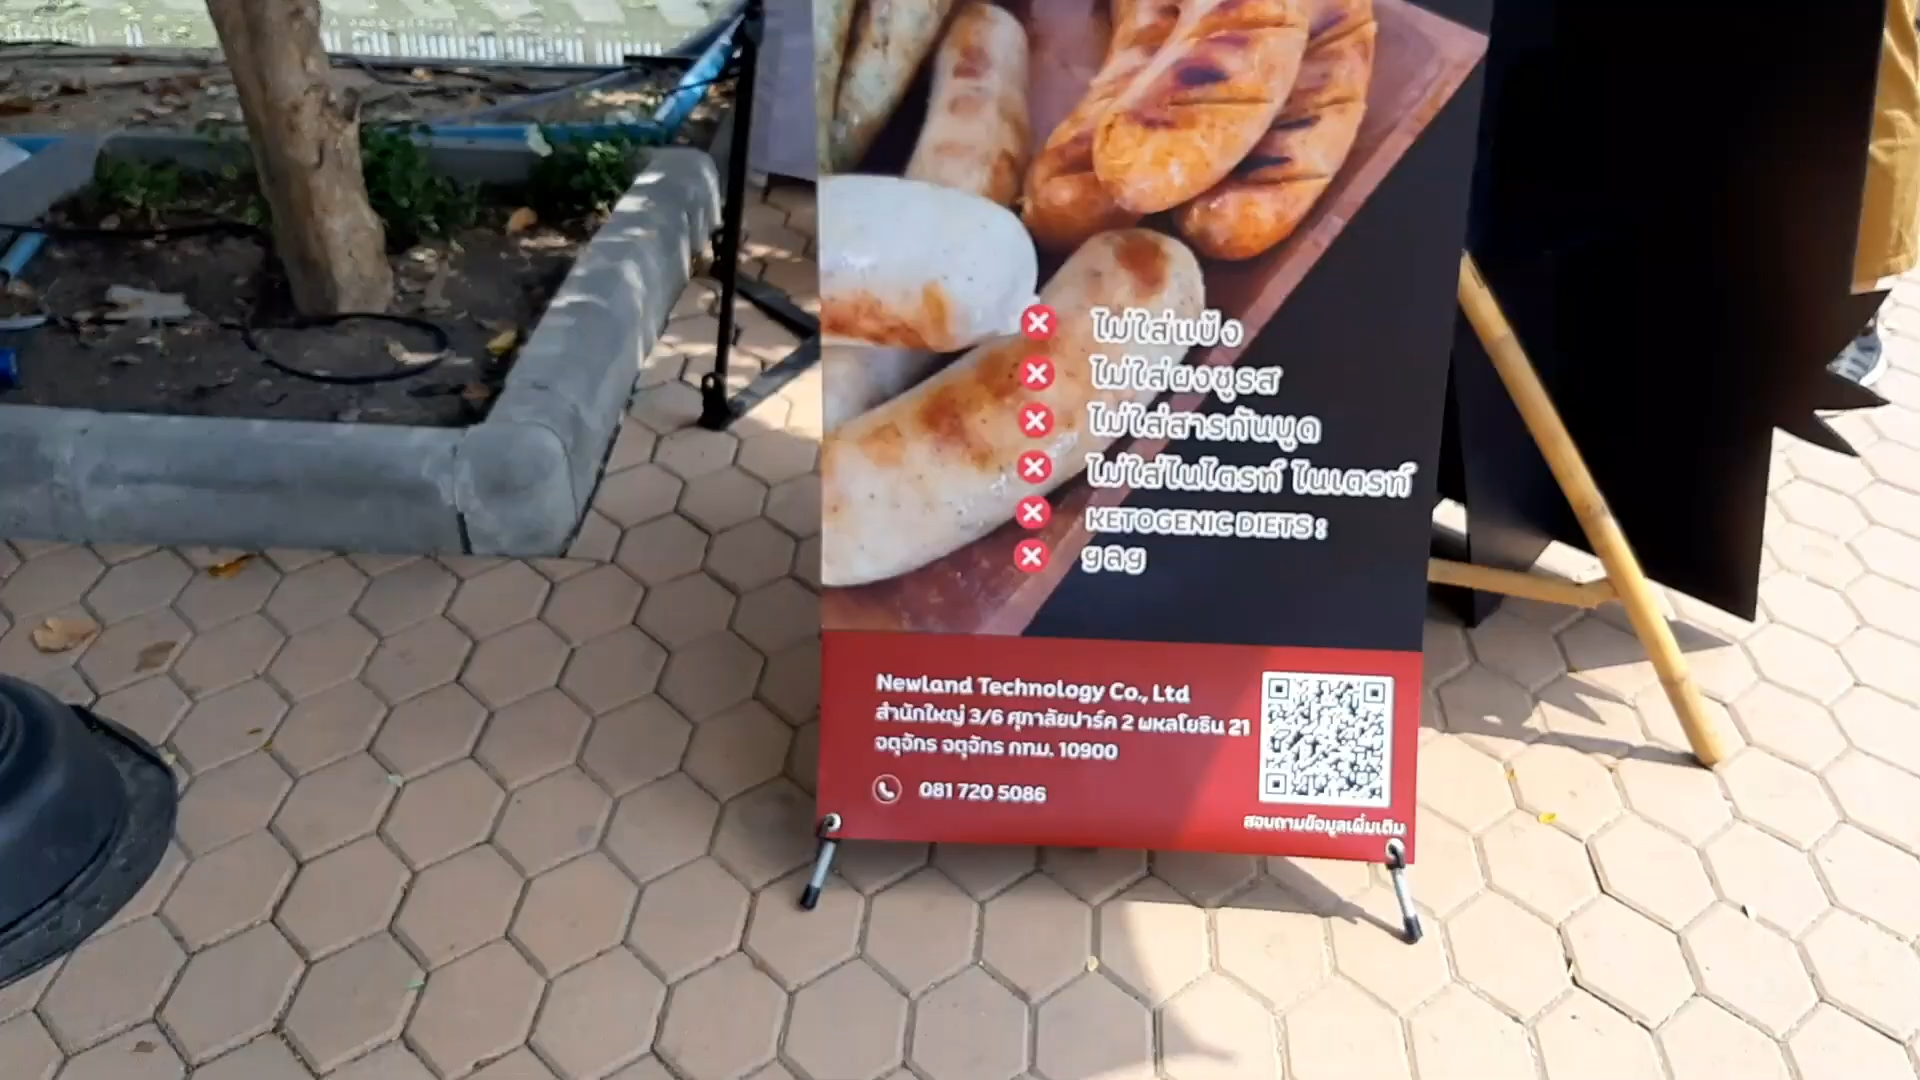 ไม่ใส่แป้ง
ไม่ใส่ผงชูรส
ไม่ใส่สารกันบูด
ไม่ใส่ไนไตรท์ ไนเตรท์
KETOGENIC DIETS :
ฯลฯ
Newland Technology Co., Ltd
สำนักใหญ่ 3/6 ศุภาลัยปาร์ค 2 พหลโยธิน 21
จตุจักร จตุจักร กทม. 10900
081 720 5086
สอบถามข้อมูลเพิ่มเติม